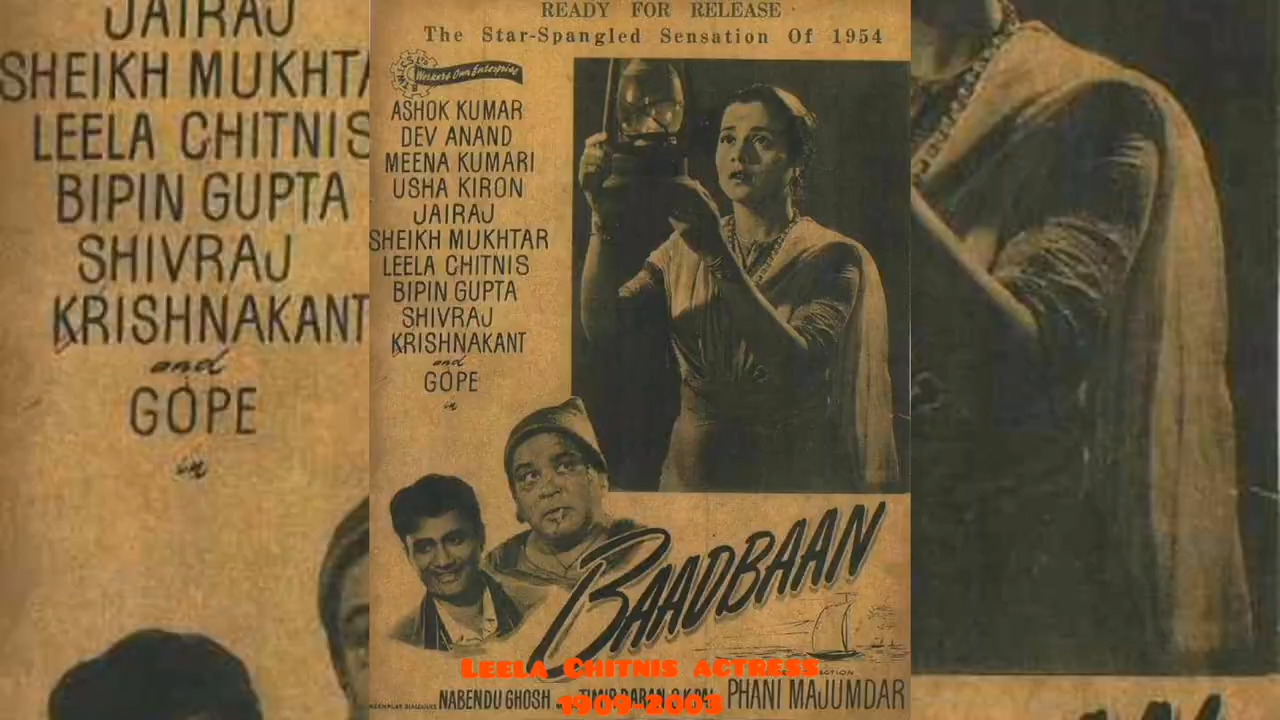 JAIRAJ
SHEIKH MUKHTA
LEELA CHITNIS
BIPIN GUPTA
SHIVRAJ
KRISHNAKANT
and
GOPE
in
READY FOR RELEASE
The Star-Spangled Sensation Of 1954
Workers Own Enterprise
ASHOK KUMAR
DEV ANAND
MEENA KUMARI
USHA KIRON
JAIRAJ
SHEIKH MUKHTAR
LEELA CHITNIS
BIPIN GUPTA
SHIVRAJ
KRISHNAKANT
and
GOPE
in
BAADBAAN
LEELA CHITNIS ACTRESS
1909-2003
NABENDU GHOSH
PHANI MAJUMDAR